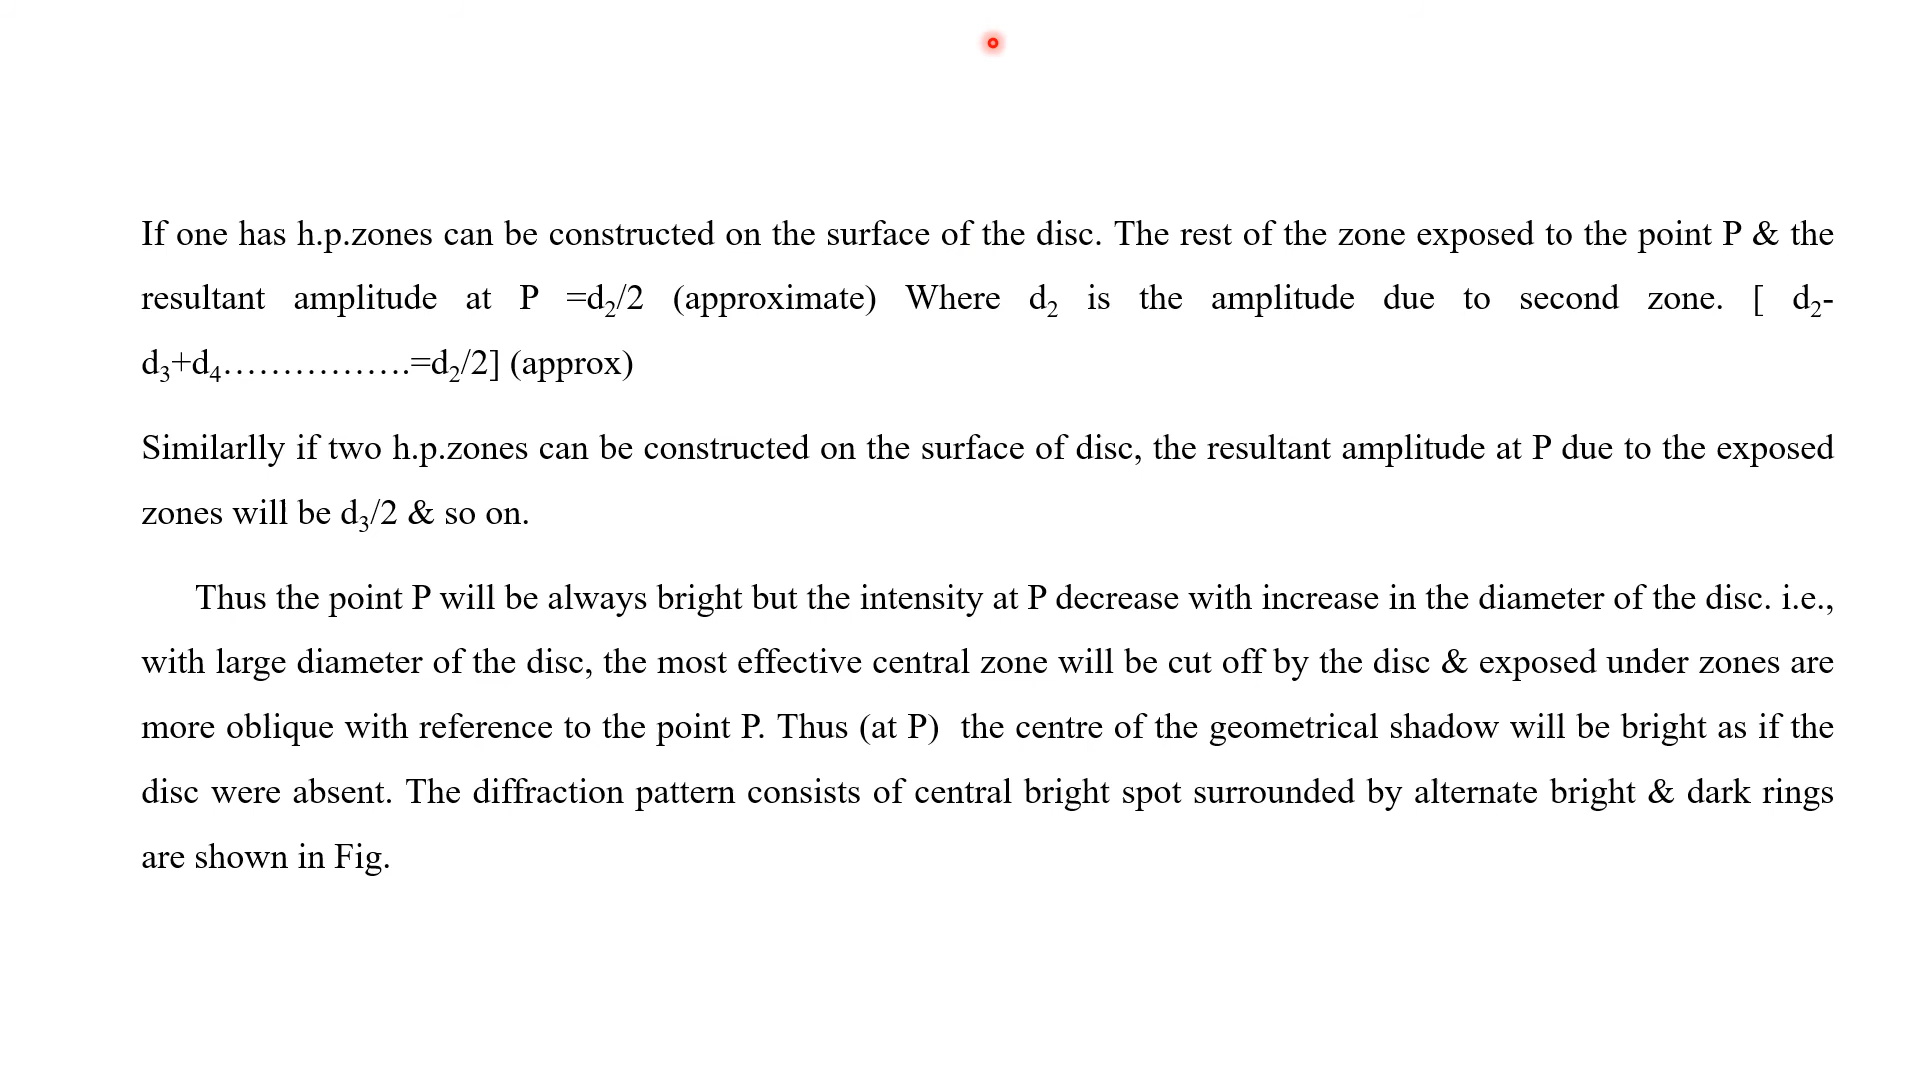 If one has h.p.zones can be constructed on the surface of the disc. The rest of the zone exposed to the point P & the
resultant amplitude at P =d₂/2 (approximate) Where d₂ is the amplitude due to second zone. [ d₂-
d₃+d₄…………….=d₂/2] (approx)
Similarlly if two h.p.zones can be constructed on the surface of disc, the resultant amplitude at P due to the exposed
zones will be d₃/2 & so on.
Thus the point P will be always bright but the intensity at P decrease with increase in the diameter of the disc. i.e.,
with large diameter of the disc, the most effective central zone will be cut off by the disc & exposed under zones are
more oblique with reference to the point P. Thus (at P)  the centre of the geometrical shadow will be bright as if the
disc were absent. The diffraction pattern consists of central bright spot surrounded by alternate bright & dark rings
are shown in Fig.